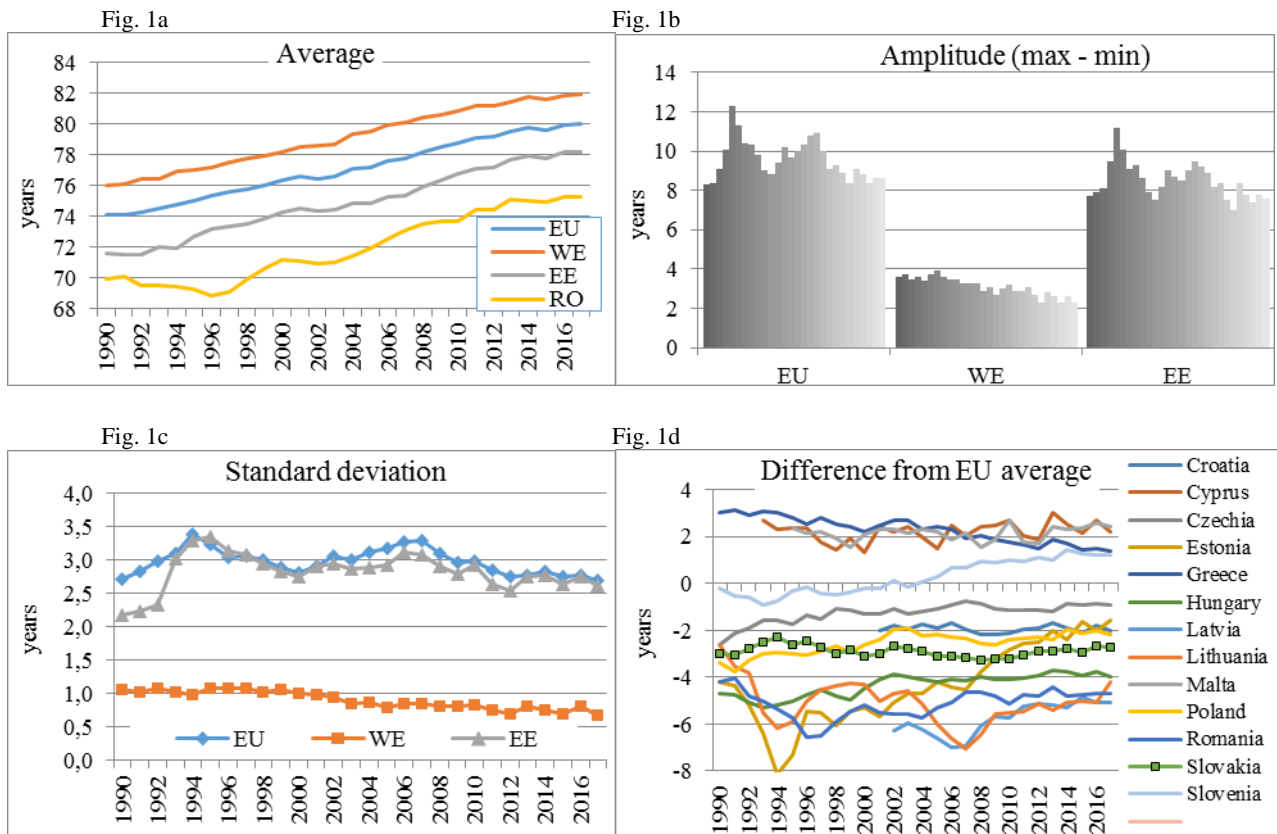 Fig. 1a
Average
years
84
82
80
78
76
74
72
70
68
EU
WE
EE
RO
1990
1992
1994
1996
1998
2000
2002
2004
2006
2008
2010
2012
2014
2016
Fig. 1b
Amplitude (max - min)
years
14
12
10
8
6
4
2
0
EU
WE
EE
Fig. 1c
Standard deviation
years
4,0
3,5
3,0
2,5
2,0
1,5
1,0
0,5
0,0
EU
WE
EE
1990
1992
1994
1996
1998
2000
2002
2004
2006
2008
2010
2012
2014
2016
Fig. 1d
Difference from EU average
years
4
2
0
-2
-4
-6
-8
1990
1992
1994
1996
1998
2000
2002
2004
2006
2008
2010
2012
2014
2016
Croatia
Cyprus
Czechia
Estonia
Greece
Hungary
Latvia
Lithuania
Malta
Poland
Romania
Slovakia
Slovenia